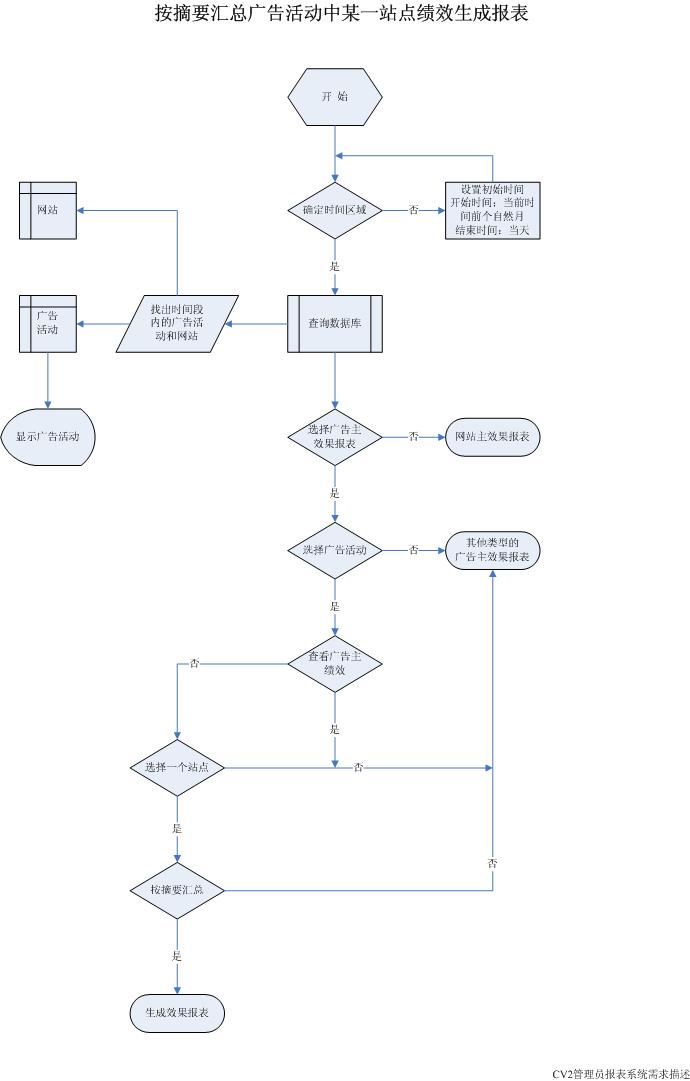 按摘要汇总广告活动中某一站点绩效生成报表
开 始
网站
确定时间区域
否
设置初始时间
开始时间：当前时
间前个自然月
结束时间：当天
是
广告
活动
找出时间段
内的广告活
动和网站
查询数据库
显示广告活动
选择广告主
效果报表
否
网站主效果报表
是
选择广告活动
否
其他类型的
广告主效果报表
是
查看广告主
绩效
否
是
选择一个站点
否
是
否
按摘要汇总
是
生成效果报表
CV2管理员报表系统需求描述